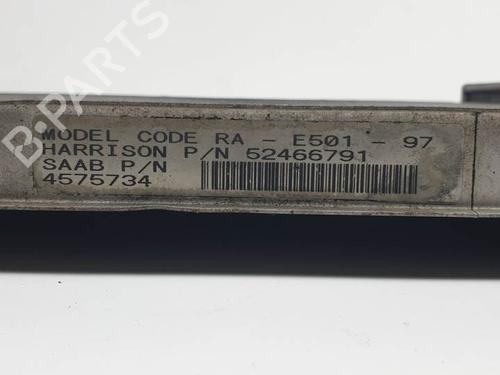 MODEL CODE RA - E501 - 97
HARRISON P/N 52466791
SAAB P/N
4575734
B-PARTS